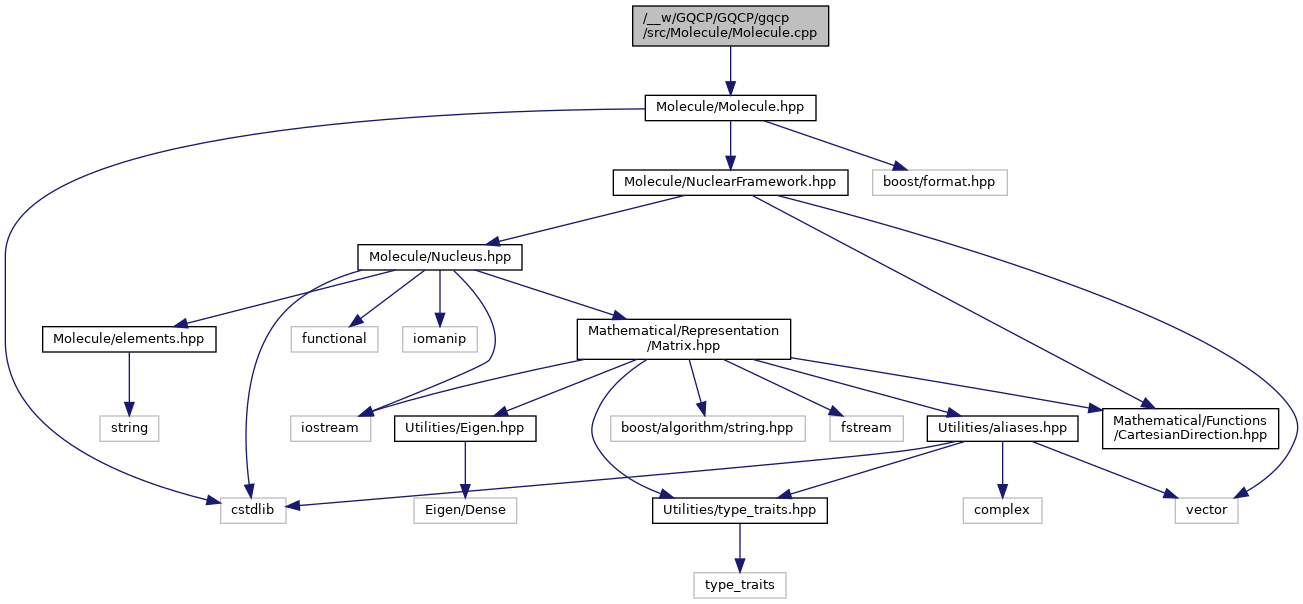 /__w/GQCP/GQCP/gqcp
/src/Molecule/Molecule.cpp
Molecule/Molecule.hpp
Molecule/NuclearFramework.hpp
boost/format.hpp
Molecule/Nucleus.hpp
Molecule/elements.hpp
functional
iomanip
Mathematical/Representation
/Matrix.hpp
string
iostream
Utilities/Eigen.hpp
boost/algorithm/string.hpp
fstream
Utilities/aliases.hpp
Mathematical/Functions
/CartesianDirection.hpp
cstdlib
Eigen/Dense
Utilities/type_traits.hpp
complex
vector
type_traits